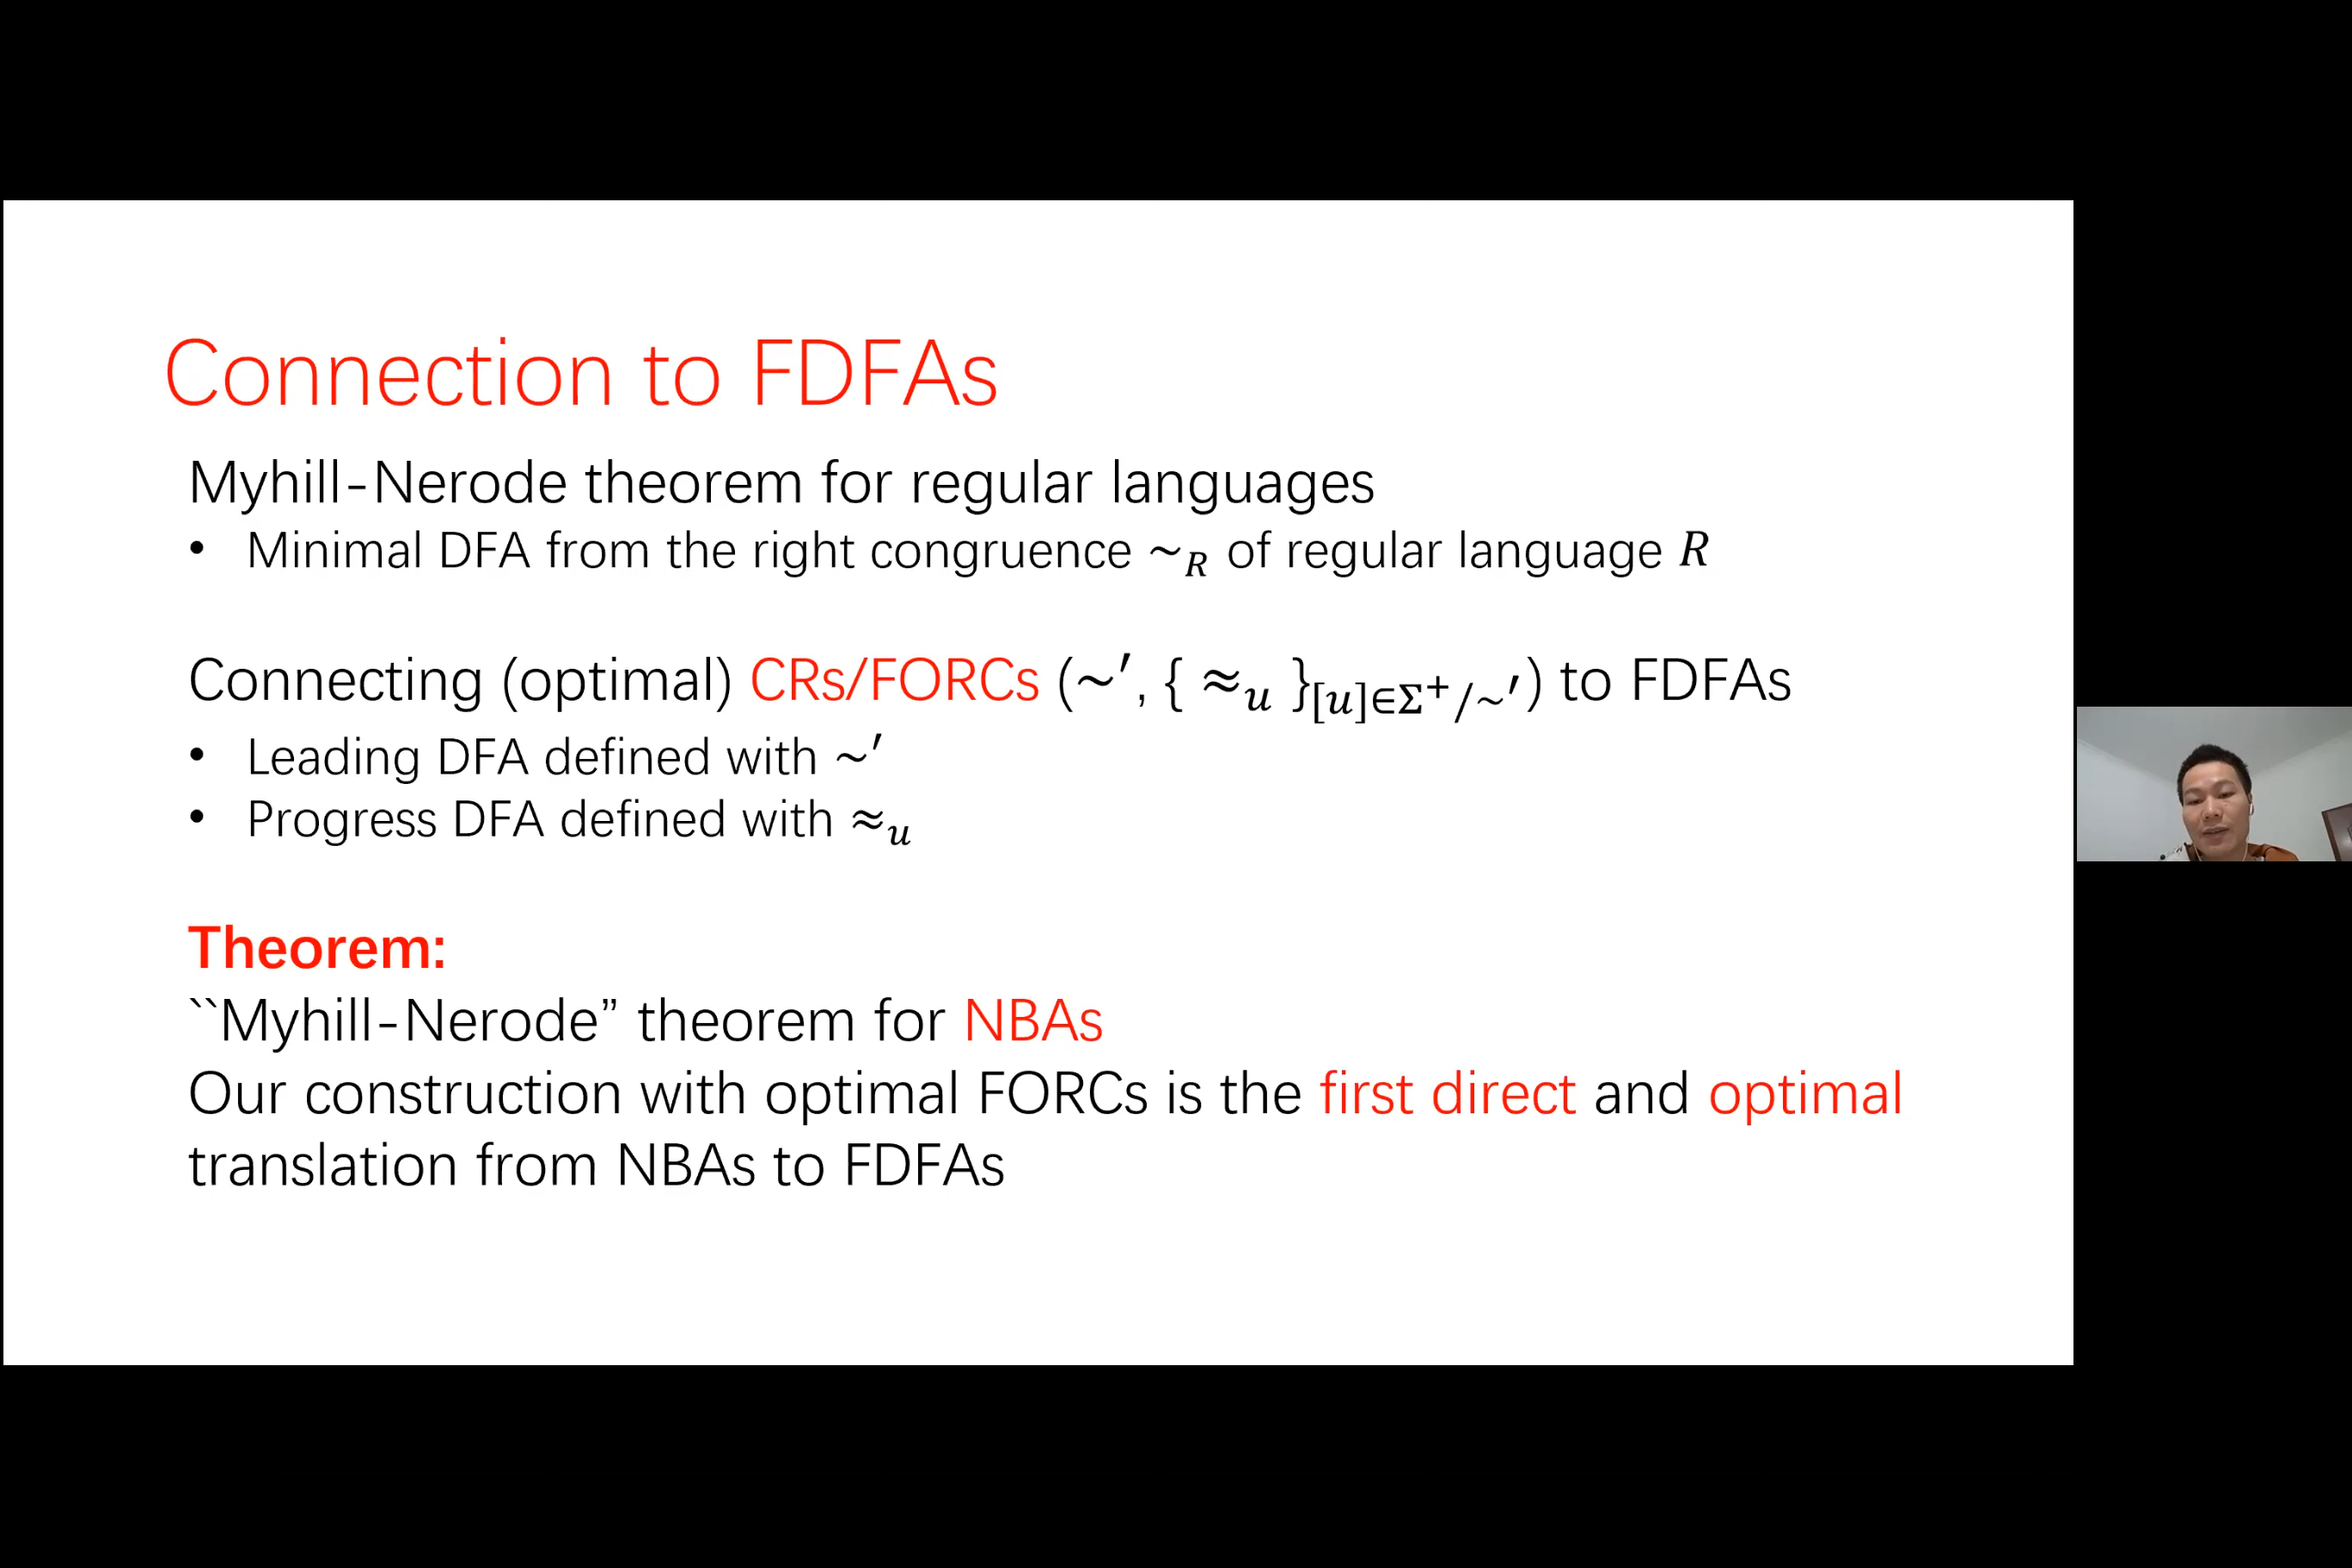 Connection to FDFAs
Myhill-Nerode theorem for regular languages
• Minimal DFA from the right congruence ~_R of regular language R
Connecting (optimal) CRs/FORCs (~′, { ≈_u }_{[u]∈Σ⁺/~′}) to FDFAs
• Leading DFA defined with ~′
• Progress DFA defined with ≈_u
Theorem:
``Myhill-Nerode” theorem for NBAs
Our construction with optimal FORCs is the first direct and optimal
translation from NBAs to FDFAs